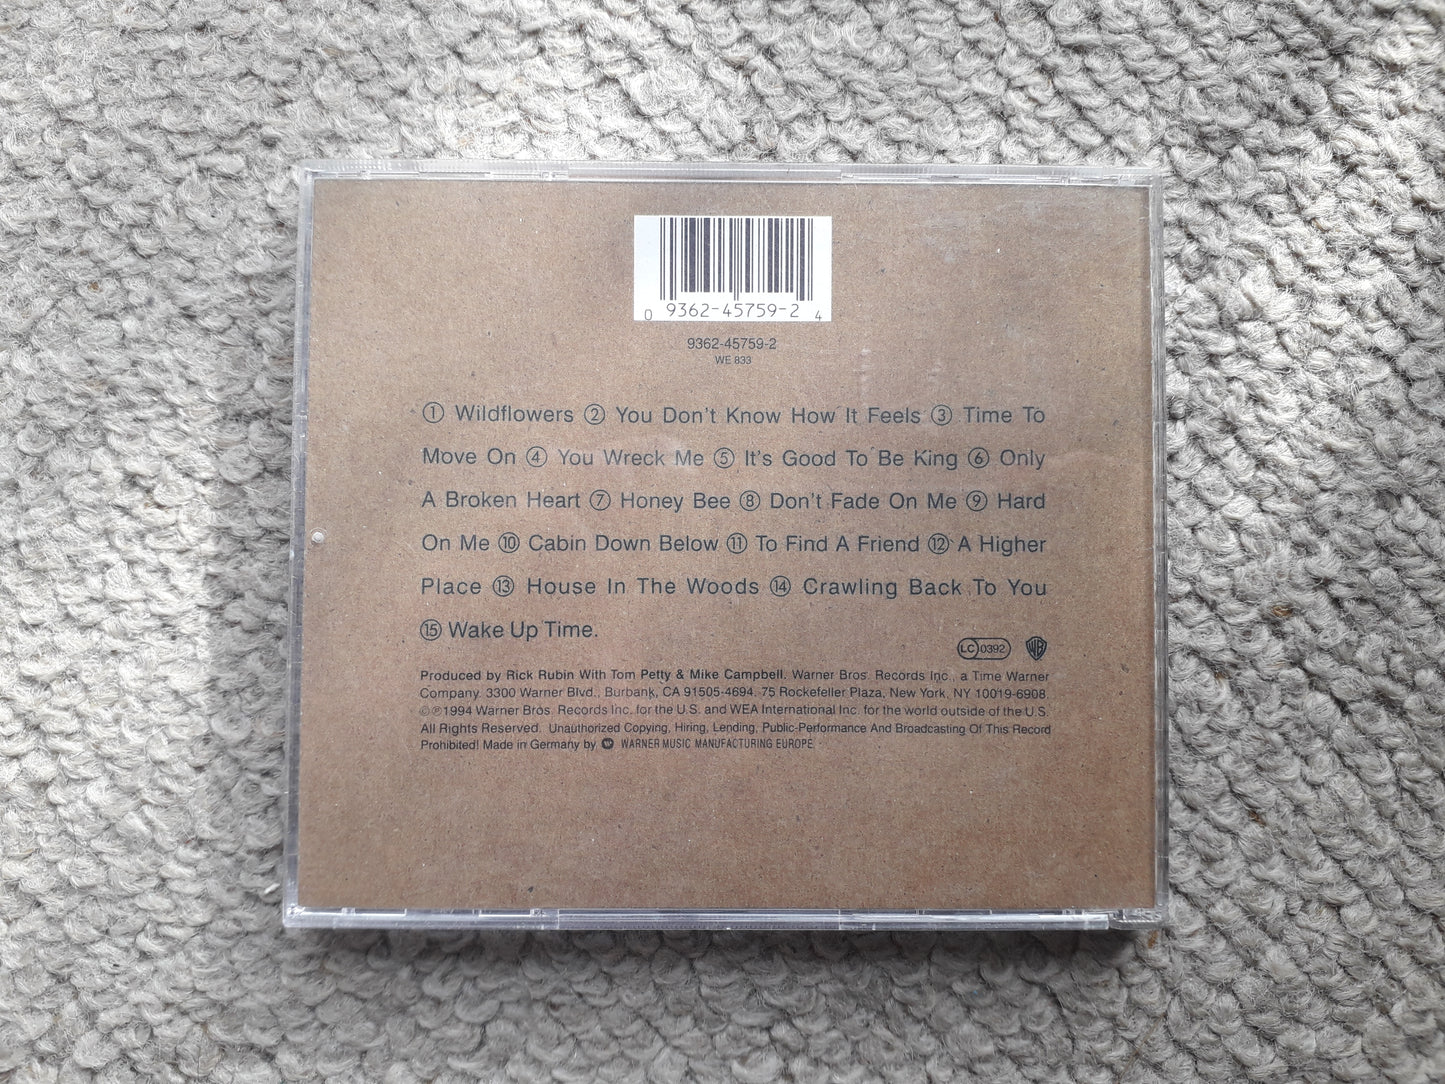 0 9362-45759-2 4
9362-45759-2
WE 833
① Wildflowers ② You Don't Know How It Feels ③ Time To
Move On ④ You Wreck Me ⑤ It's Good To Be King ⑥ Only
A Broken Heart ⑦ Honey Bee ⑧ Don't Fade On Me ⑨ Hard
On Me ⑩ Cabin Down Below ⑪ To Find A Friend ⑫ A Higher
Place ⑬ House In The Woods ⑭ Crawling Back To You
⑮ Wake Up Time.
LC 0392 WB
Produced by Rick Rubin With Tom Petty & Mike Campbell. Warner Bros. Records Inc., a Time Warner
Company. 3300 Warner Blvd., Burbank, CA 91505-4694. 75 Rockefeller Plaza, New York, NY 10019-6908.
©℗1994 Warner Bros. Records Inc. for the U.S. and WEA International Inc. for the world outside of the U.S.
All Rights Reserved. Unauthorized Copying, Hiring, Lending, Public-Performance And Broadcasting Of This Record
Prohibited! Made in Germany by WARNER MUSIC MANUFACTURING EUROPE.